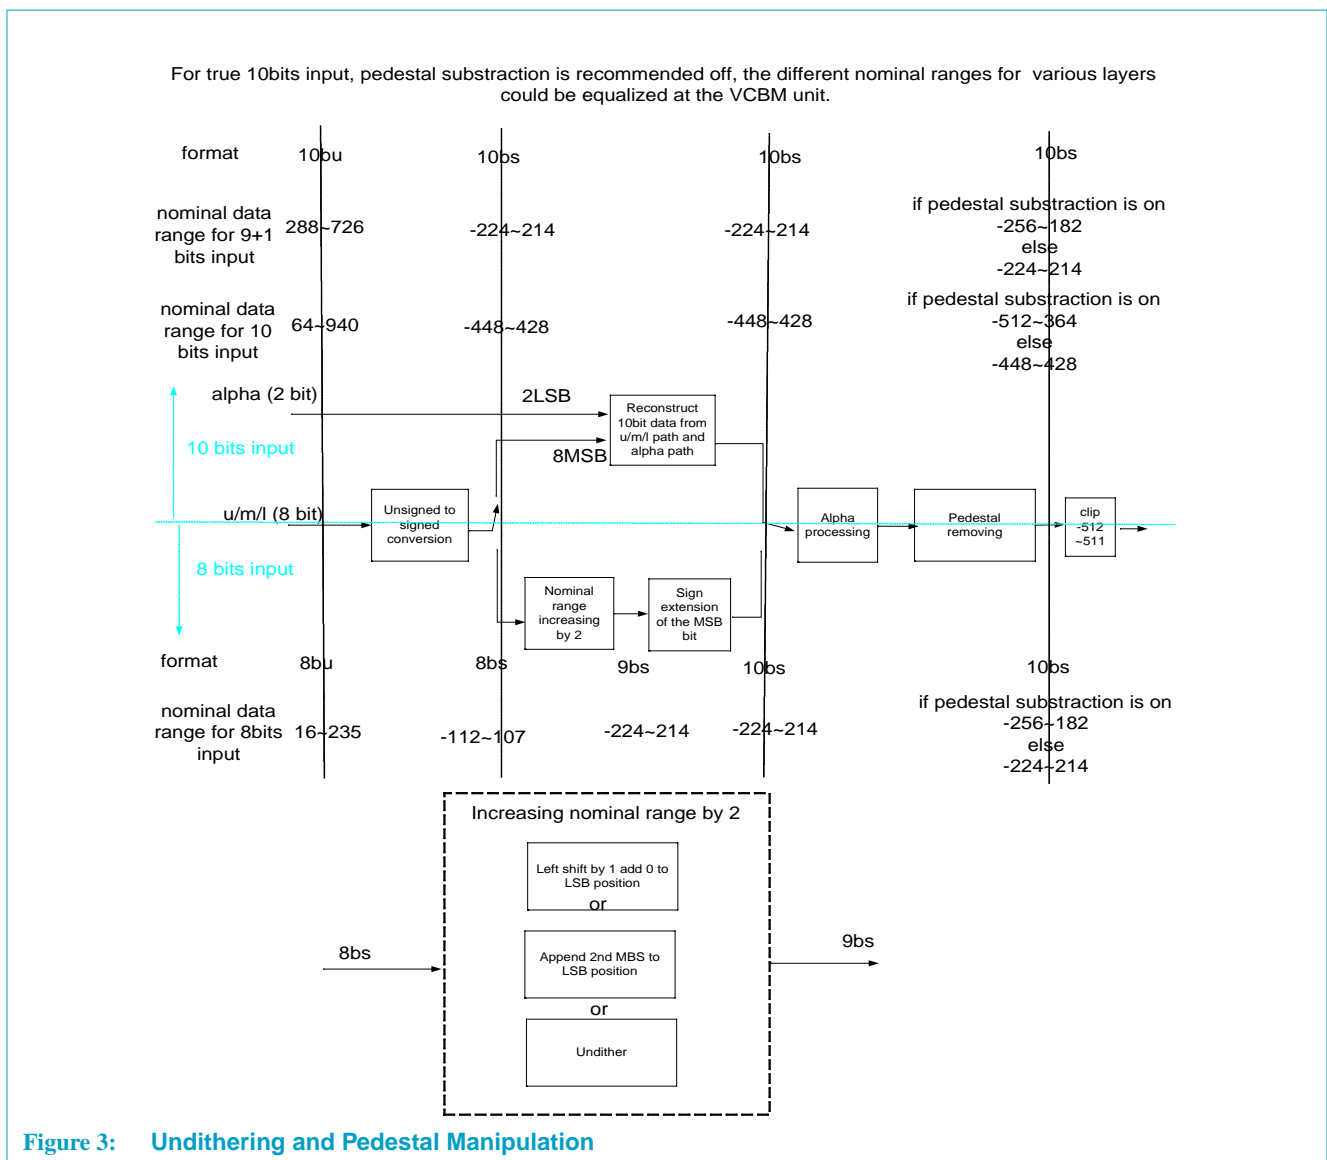 For true 10bits input, pedestal substraction is recommended off, the different nominal ranges for various layers
could be equalized at the VCBM unit.
format 10bu 10bs 10bs 10bs
nominal data
range for 9+1
bits input
288~726 -224~214 -224~214
if pedestal substraction is on
-256~182
else
-224~214
nominal data
range for 10
bits input
64~940 -448~428 -448~428
if pedestal substraction is on
-512~364
else
-448~428
alpha (2 bit)
2LSB
Reconstruct
10bit data from
u/m/l path and
alpha path
10 bits input
8MSB
u/m/l (8 bit)
Unsigned to
signed
conversion
Alpha
processing
Pedestal
removing
clip
-512
~511
8 bits input
Nominal
range
increasing
by 2
Sign
extension
of the MSB
bit
format 8bu 8bs 9bs 10bs 10bs
nominal data
range for 8bits
input
16~235 -112~107 -224~214 -224~214
if pedestal substraction is on
-256~182
else
-224~214
Increasing nominal range by 2
Left shift by 1 add 0 to
LSB position
or
8bs
Append 2nd MBS to
LSB position
9bs
or
Undither
Figure 3: Undithering and Pedestal Manipulation